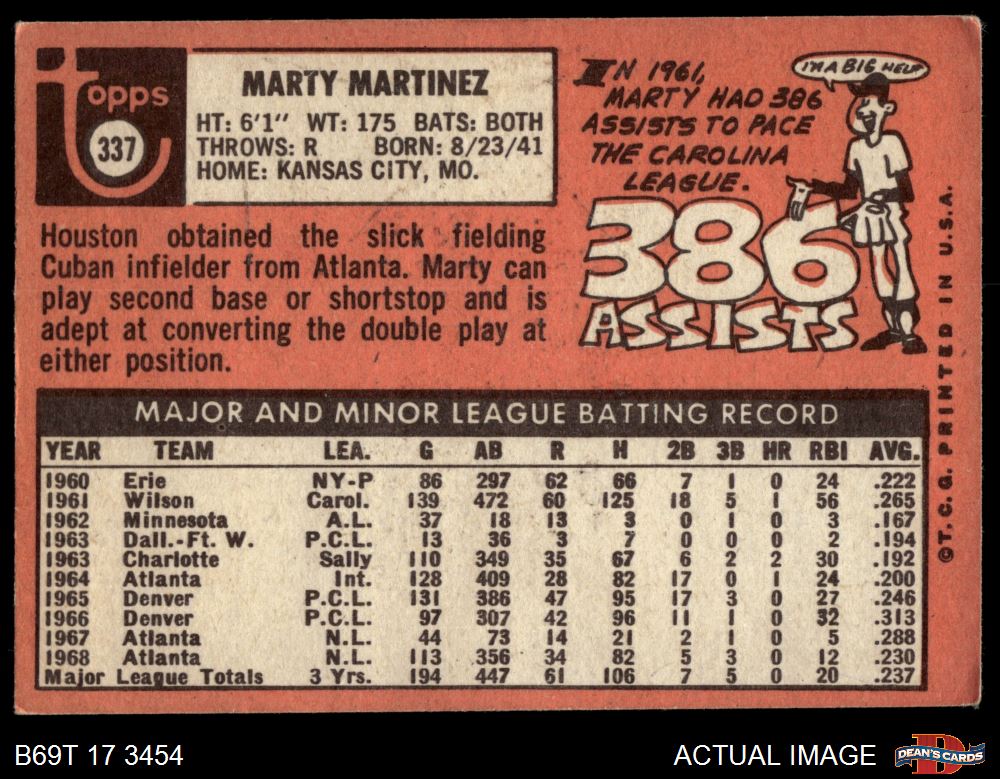 topps
337
MARTY MARTINEZ
HT: 6'1" WT: 175 BATS: BOTH
THROWS: R BORN: 8/23/41
HOME: KANSAS CITY, MO.
Houston obtained the slick fielding
Cuban infielder from Atlanta. Marty can
play second base or shortstop and is
adept at converting the double play at
either position.
IN 1961,
MARTY HAD 386
ASSISTS TO PACE
THE CAROLINA
LEAGUE.
I'M A BIG HELP
386
ASSISTS
MAJOR AND MINOR LEAGUE BATTING RECORD
YEAR TEAM LEA. G AB R H 2B 3B HR RBI AVG.
1960 Erie NY-P 86 297 62 66 7 1 0 24 .222
1961 Wilson Carol. 139 472 60 125 18 5 1 56 .265
1962 Minnesota A.L. 37 18 13 3 0 1 0 3 .167
1963 Dall.-Ft. W. P.C.L. 13 36 3 7 0 0 0 2 .194
1963 Charlotte Sally 110 349 35 67 6 2 2 30 .192
1964 Atlanta Int. 128 409 28 82 17 0 1 24 .200
1965 Denver P.C.L. 131 386 47 95 17 3 0 27 .246
1966 Denver P.C.L. 97 307 42 96 11 1 0 32 .313
1967 Atlanta N.L. 44 73 14 21 2 1 0 5 .288
1968 Atlanta N.L. 113 356 34 82 5 3 0 12 .230
Major League Totals 3 Yrs. 194 447 61 106 7 5 0 20 .237
©T.C.G. PRINTED IN U.S.A.
B69T 17 3454
ACTUAL IMAGE
D
DEAN'S CARDS